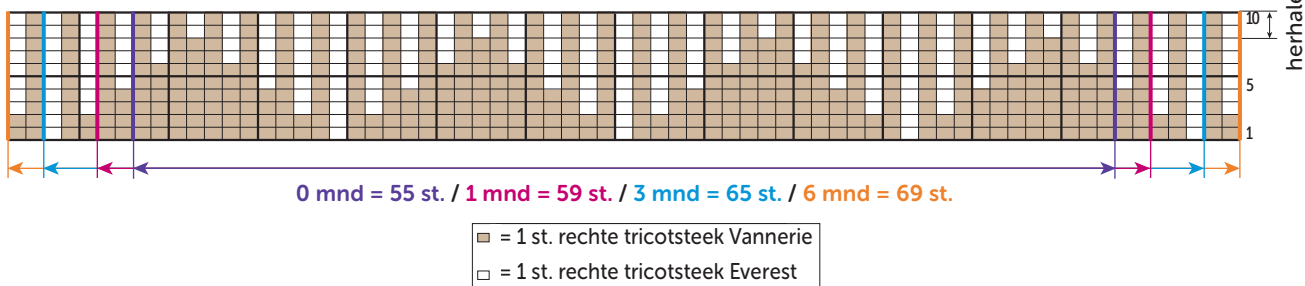 10
herhale
5
1
0 mnd = 55 st. / 1 mnd = 59 st. / 3 mnd = 65 st. / 6 mnd = 69 st.
= 1 st. rechte tricotsteek Vannerie
= 1 st. rechte tricotsteek Everest